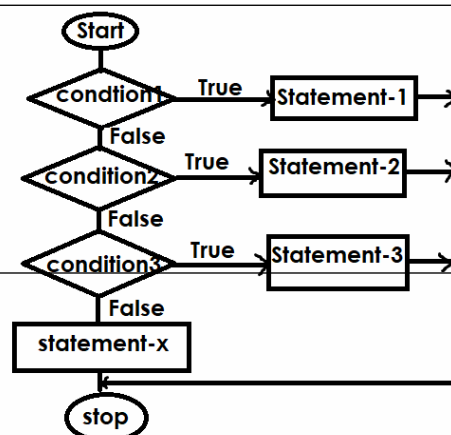 Start
condtion1 True Statement-1
False
condition2 True Statement-2
False
condition3 True Statement-3
False
statement-x
stop